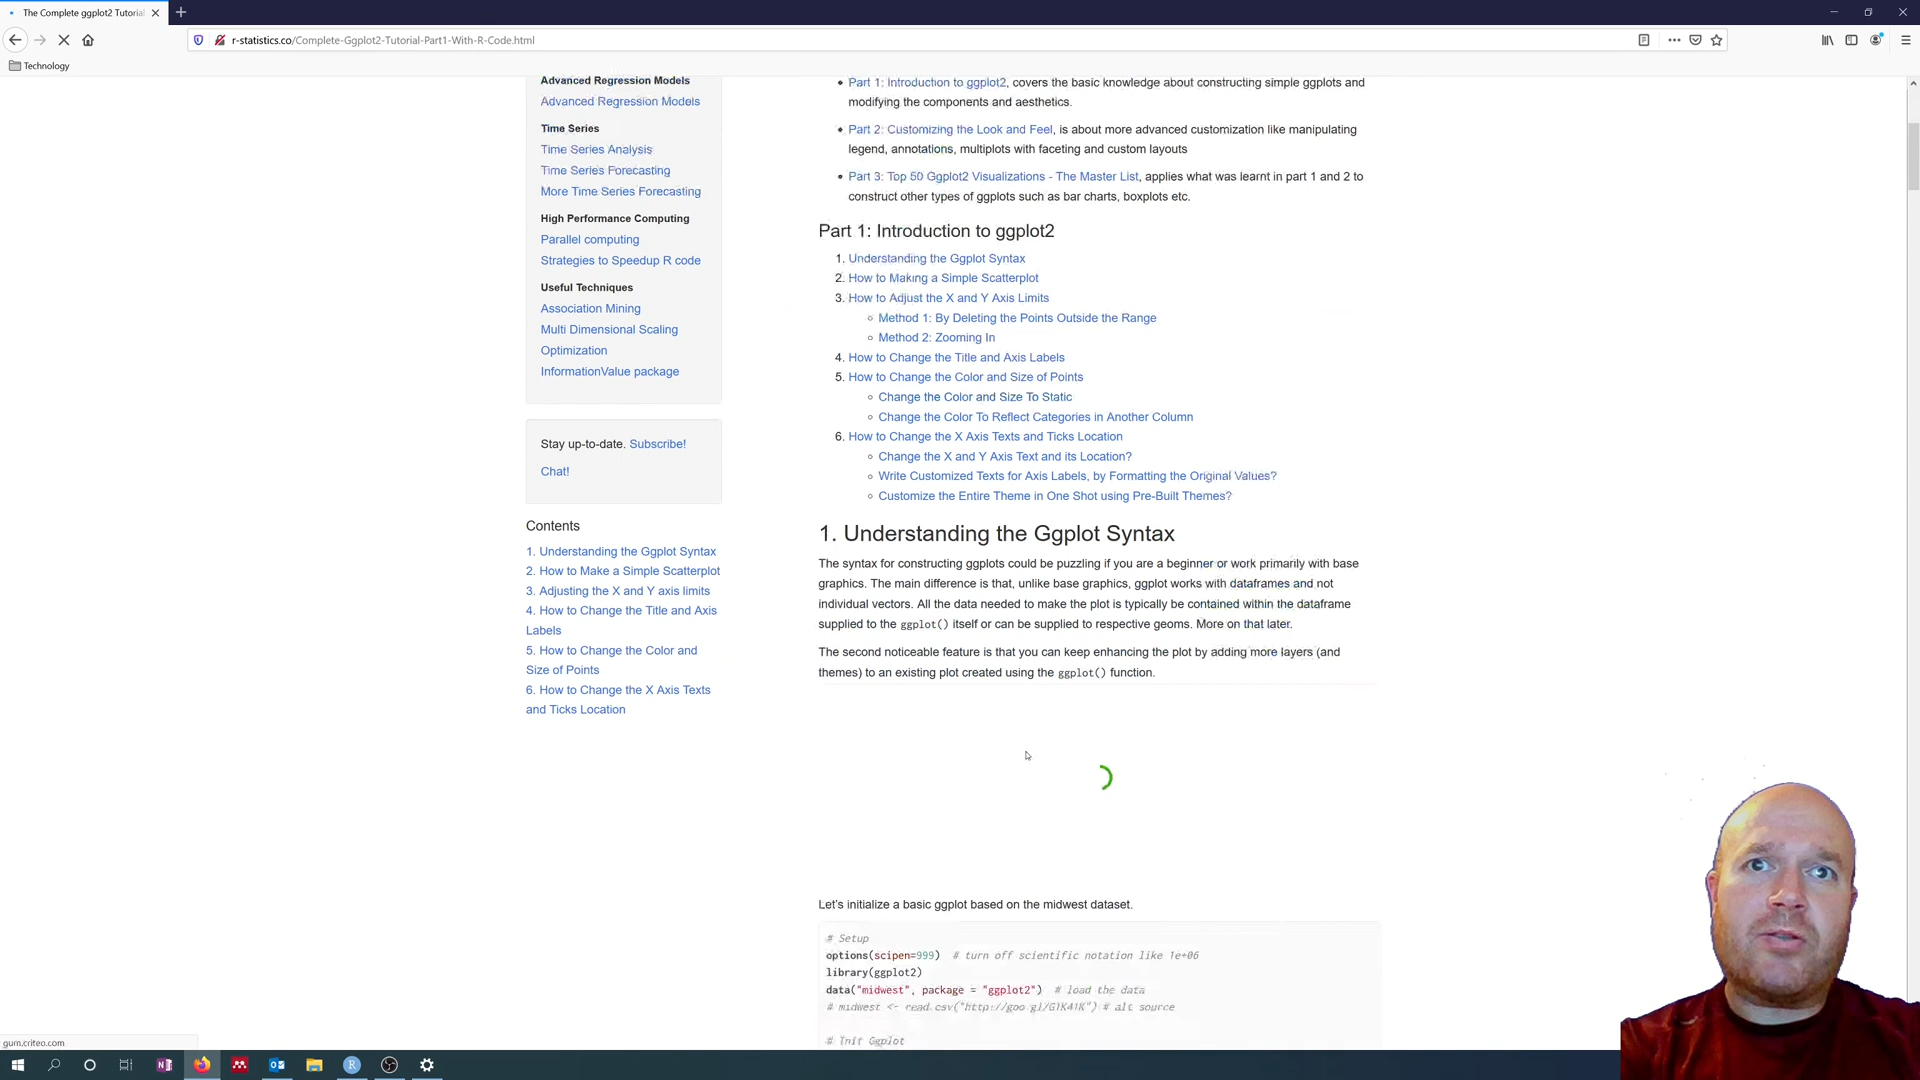 The Complete ggplot2 Tutorial
r-statistics.co/Complete-Ggplot2-Tutorial-Part1-With-R-Code.html
Technology
Advanced Regression Models
Advanced Regression Models
Time Series
Time Series Analysis
Time Series Forecasting
More Time Series Forecasting
High Performance Computing
Parallel computing
Strategies to Speedup R code
Useful Techniques
Association Mining
Multi Dimensional Scaling
Optimization
InformationValue package
Stay up-to-date. Subscribe!
Chat!
Contents
1. Understanding the Ggplot Syntax
2. How to Make a Simple Scatterplot
3. Adjusting the X and Y axis limits
4. How to Change the Title and Axis
Labels
5. How to Change the Color and
Size of Points
6. How to Change the X Axis Texts
and Ticks Location
Part 1: Introduction to ggplot2, covers the basic knowledge about constructing simple ggplots and
modifying the components and aesthetics.
Part 2: Customizing the Look and Feel, is about more advanced customization like manipulating
legend, annotations, multiplots with faceting and custom layouts
Part 3: Top 50 Ggplot2 Visualizations - The Master List, applies what was learnt in part 1 and 2 to
construct other types of ggplots such as bar charts, boxplots etc.
Part 1: Introduction to ggplot2
1. Understanding the Ggplot Syntax
2. How to Making a Simple Scatterplot
3. How to Adjust the X and Y Axis Limits
Method 1: By Deleting the Points Outside the Range
Method 2: Zooming In
4. How to Change the Title and Axis Labels
5. How to Change the Color and Size of Points
Change the Color and Size To Static
Change the Color To Reflect Categories in Another Column
6. How to Change the X Axis Texts and Ticks Location
Change the X and Y Axis Text and its Location?
Write Customized Texts for Axis Labels, by Formatting the Original Values?
Customize the Entire Theme in One Shot using Pre-Built Themes?
1. Understanding the Ggplot Syntax
The syntax for constructing ggplots could be puzzling if you are a beginner or work primarily with base
graphics. The main difference is that, unlike base graphics, ggplot works with dataframes and not
individual vectors. All the data needed to make the plot is typically be contained within the dataframe
supplied to the ggplot() itself or can be supplied to respective geoms. More on that later.
The second noticeable feature is that you can keep enhancing the plot by adding more layers (and
themes) to an existing plot created using the ggplot() function.
Let's initialize a basic ggplot based on the midwest dataset.
# Setup
options(scipen=999) # turn off scientific notation like 1e+06
library(ggplot2)
data("midwest", package = "ggplot2") # load the data
# midwest <- read.csv("http://goo.gl/G1K41K") # alt source
# Init Ggplot
gum.criteo.com